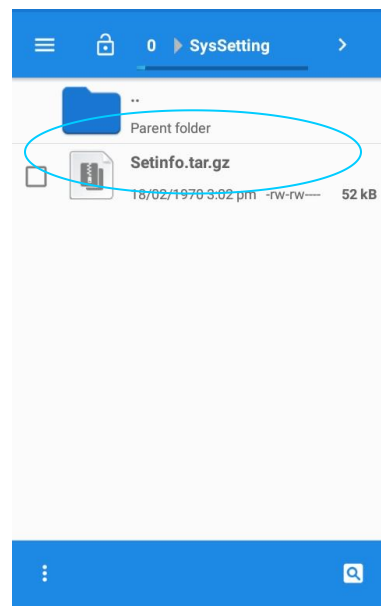 0 SysSetting
..
Parent folder
Setinfo.tar.gz
18/02/1970 3:02 pm -rw-rw---- 52 kB